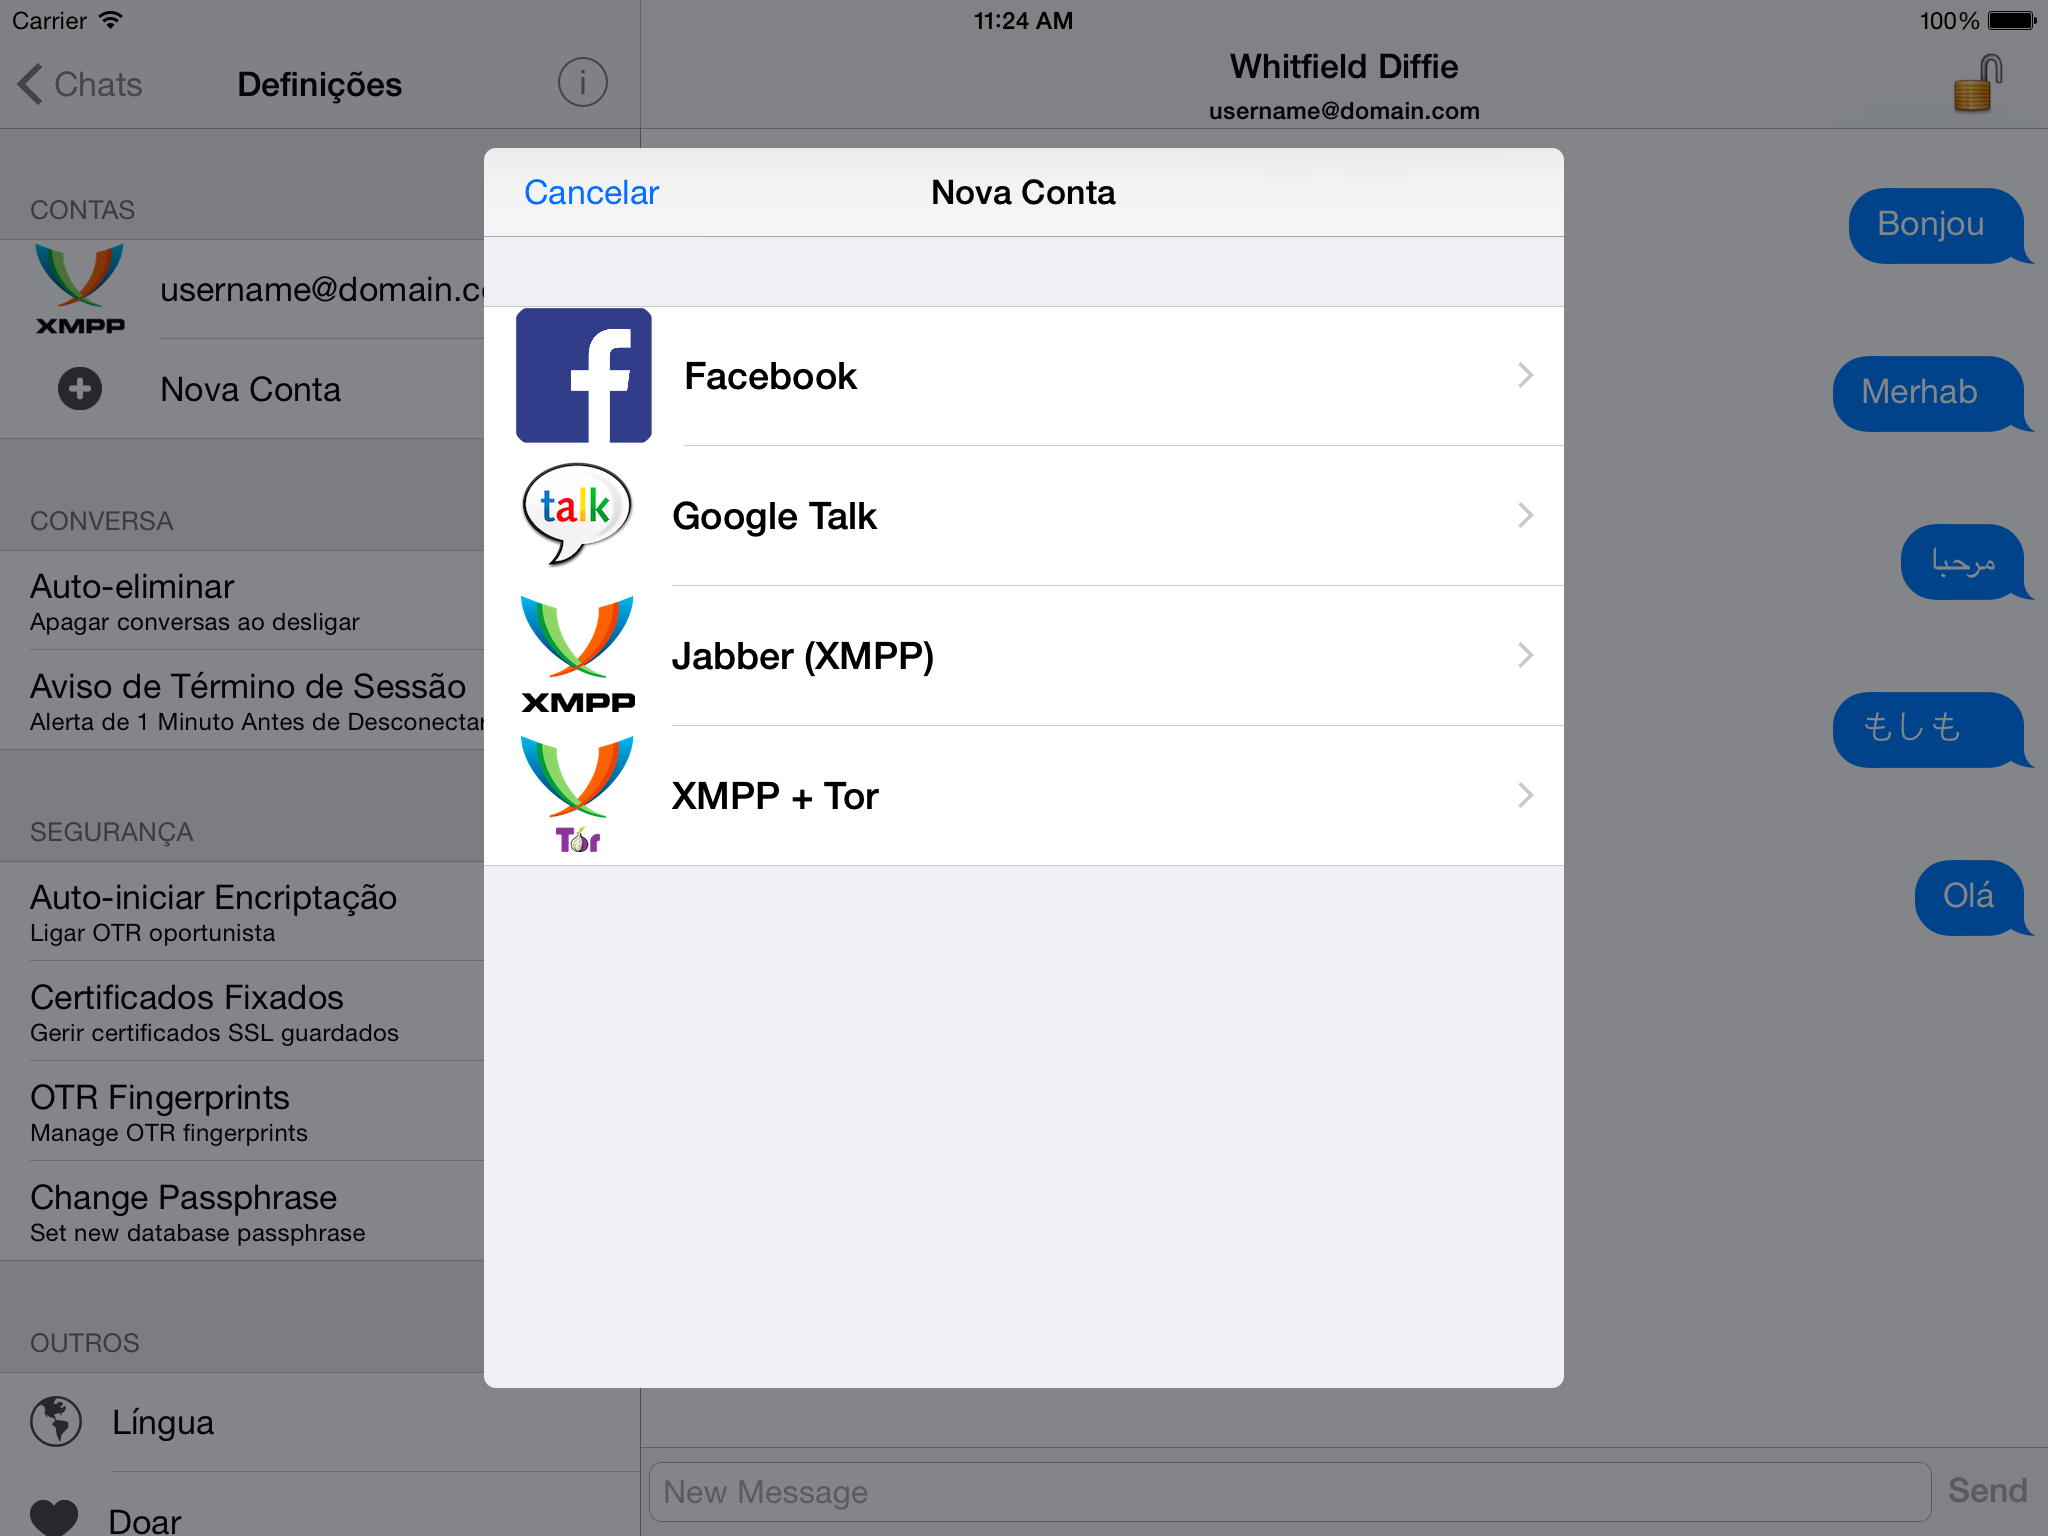 Carrier
11:24 AM
100%
Chats
Definições
Whitfield Diffie
username@domain.com
CONTAS
XMPP
username@domain.c
Nova Conta
CONVERSA
Auto-eliminar
Apagar conversas ao desligar
Aviso de Término de Sessão
Alerta de 1 Minuto Antes de Desconectar
SEGURANÇA
Auto-iniciar Encriptação
Ligar OTR oportunista
Certificados Fixados
Gerir certificados SSL guardados
OTR Fingerprints
Manage OTR fingerprints
Change Passphrase
Set new database passphrase
OUTROS
Língua
Doar
Cancelar
Nova Conta
Facebook
talk
Google Talk
XMPP
Jabber (XMPP)
Tor
XMPP + Tor
Bonjou
Merhab
مرحبا
もしも
Olá
New Message
Send